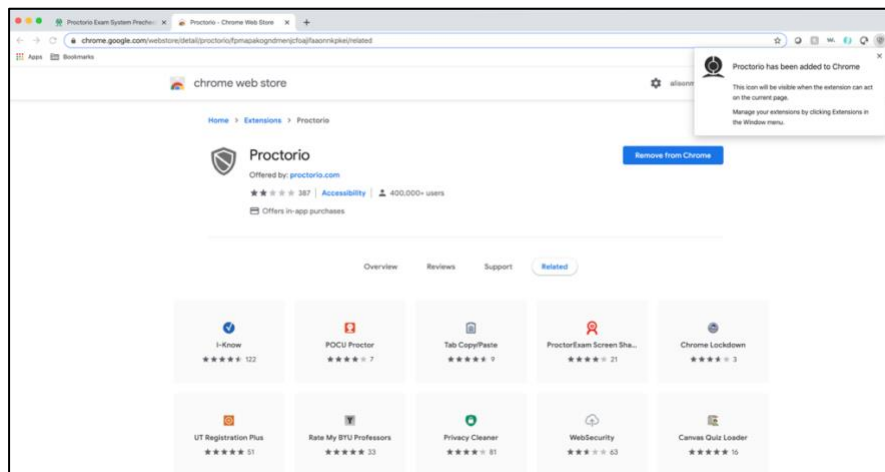 Proctorio Exam System Prechec
Proctorio - Chrome Web Store
chrome.google.com/webstore/detail/proctorio/fpmapakogndmenjcfoajifaaonnkpkei/related
Apps
Bookmarks
chrome web store
Proctorio has been added to Chrome
This icon will be visible when the extension can act
on the current page.
Manage your extensions by clicking Extensions in
the Window menu.
Home > Extensions > Proctorio
Proctorio
Remove from Chrome
Offered by: proctorio.com
387 | Accessibility | 400,000+ users
Offers in-app purchases
Overview
Reviews
Support
Related
I-Know
122
POCU Proctor
7
Tab Copy/Paste
9
ProctorExam Screen Sha...
21
Chrome Lockdown
3
UT Registration Plus
51
Rate My BYU Professors
33
Privacy Cleaner
81
WebSecurity
63
Canvas Quiz Loader
16